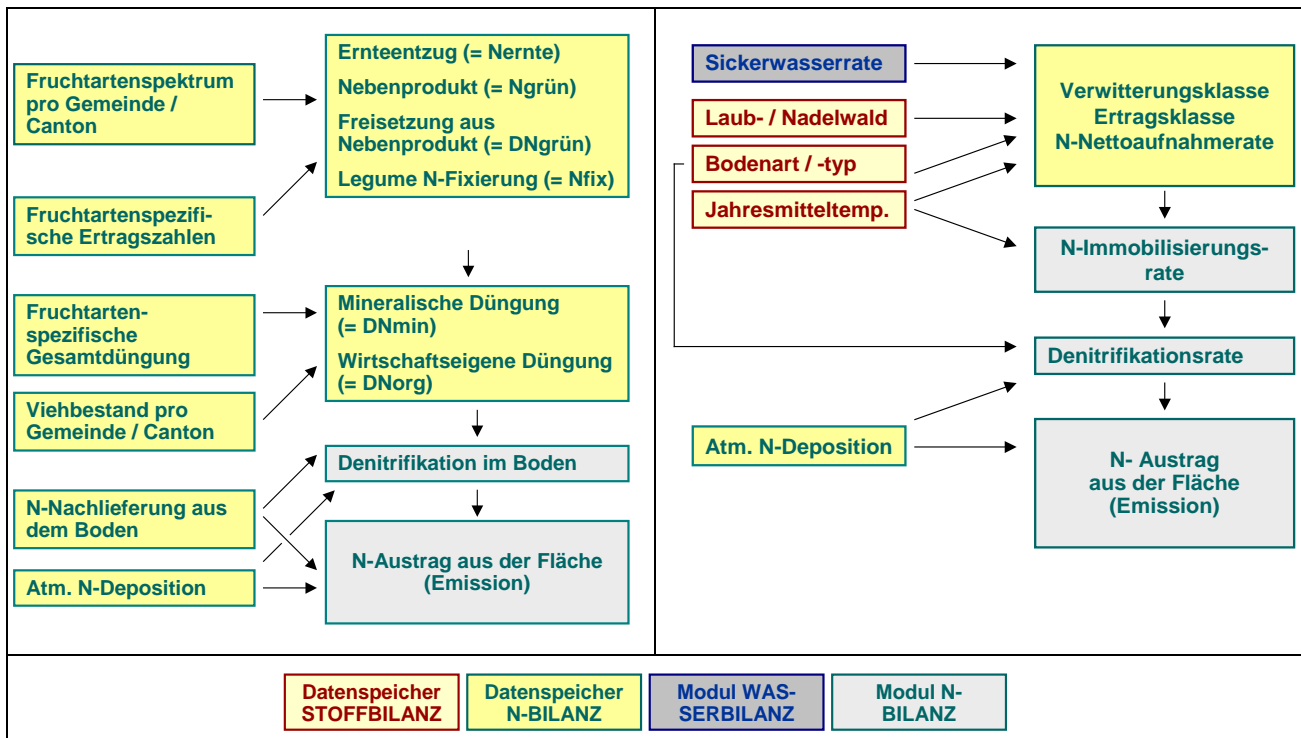 Fruchtartenspektrum
pro Gemeinde /
Canton
Fruchtartenspezifi-
sche Ertragszahlen
Fruchtarten-
spezifische
Gesamtdüngung
Viehbestand pro
Gemeinde / Canton
N-Nachlieferung aus
dem Boden
Atm. N-Deposition
Ernteentzug (= Nernte)
Nebenprodukt (= Ngrün)
Freisetzung aus
Nebenprodukt (= DNgrün)
Legume N-Fixierung (= Nfix)
Mineralische Düngung
(= DNmin)
Wirtschaftseigene Düngung
(= DNorg)
Denitrifikation im Boden
N-Austrag aus der Fläche
(Emission)
Sickerwasserrate
Laub- / Nadelwald
Bodenart / -typ
Jahresmitteltemp.
Atm. N-Deposition
Verwitterungsklasse
Ertragsklasse
N-Nettoaufnahmerate
N-Immobilisierungs-
rate
Denitrifikationsrate
N- Austrag
aus der Fläche
(Emission)
Datenspeicher
STOFFBILANZ
Datenspeicher
N-BILANZ
Modul WAS-
SERBILANZ
Modul N-
BILANZ